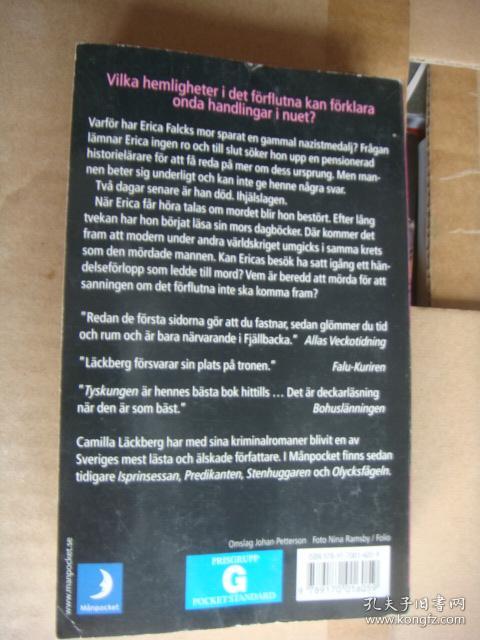 Vilka hemligheter i det förflutna kan förklara
onda handlingar i nuet?
Varför har Erica Falcks mor sparat en gammal nazistmedalj? Frågan
lämnar Erica ingen ro och till slut söker hon upp en pensionerad
historielärare för att få reda på mer om dess ursprung. Men man-
nen beter sig underligt och kan inte ge henne några svar.
Två dagar senare är han död. Ihjälslagen.
När Erica får höra talas om mordet blir hon bestört. Efter lång
tvekan har hon börjat läsa sin mors dagböcker. Där kommer det
fram att modern under andra världskriget umgicks i samma krets
som den mördade mannen. Kan Ericas besök ha satt igång ett hän-
delseförlopp som ledde till mord? Vem är beredd att mörda för att
sanningen om det förflutna inte ska komma fram?
"Redan de första sidorna gör att du fastnar, sedan glömmer du tid
och rum och är bara närvarande i Fjällbacka." Allas Veckotidning
"Läckberg försvarar sin plats på tronen." Falu-Kuriren
"Tyskungen är hennes bästa bok hittills ... Det är deckarläsning
när den är som bäst." Bohuslänningen
Camilla Läckberg har med sina kriminalromaner blivit en av
Sveriges mest lästa och älskade författare. I Månpocket finns sedan
tidigare Isprinsessan, Predikanten, Stenhuggaren och Olycksfågeln.
Omslag Johan Petterson Foto Nina Ramsby / Folio
www.manpocket.se
Månpocket
PRISGRUPP
G
POCKETSTANDARD
孔夫子旧书网
kongfz.com